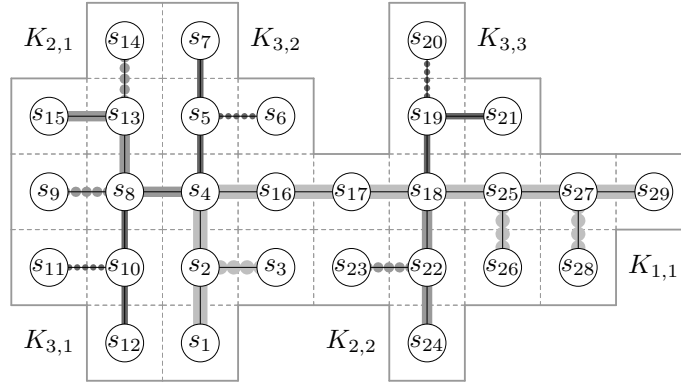 K2,1 s14 s7 K3,2 s20 K3,3
s15 s13 s5 s6 s19 s21
s9 s8 s4 s16 s17 s18 s25 s27 s29
s11 s10 s2 s3 s23 s22 s26 s28 K1,1
K3,1 s12 s1 K2,2 s24